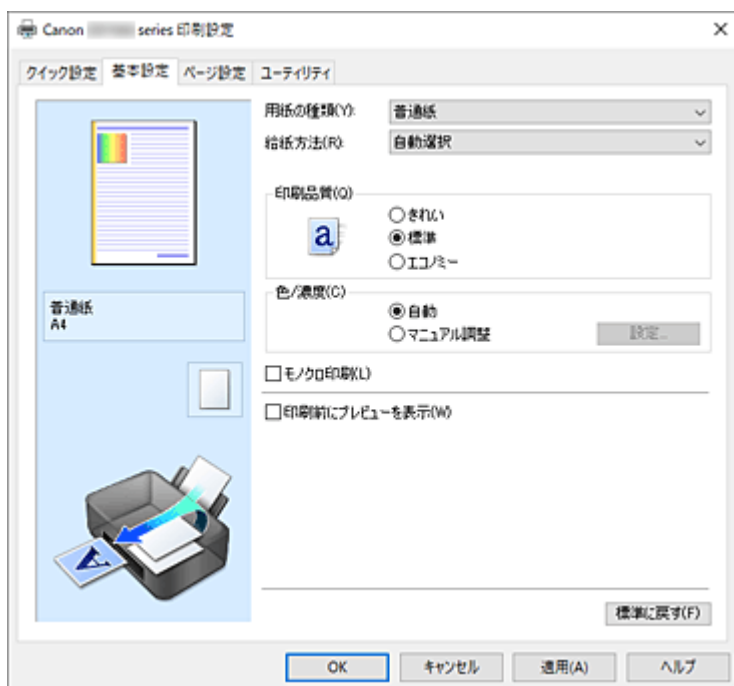 Canon series 印刷設定
クイック設定 基本設定 ページ設定 ユーティリティ
用紙の種類(Y): 普通紙
給紙方法(R): 自動選択
印刷品質(Q)
a
きれい
標準
エコノミー
色/濃度(C)
自動
マニュアル調整 設定...
普通紙
A4
モノクロ印刷(L)
印刷前にプレビューを表示(W)
A
標準に戻す(F)
OK キャンセル 適用(A) ヘルプ